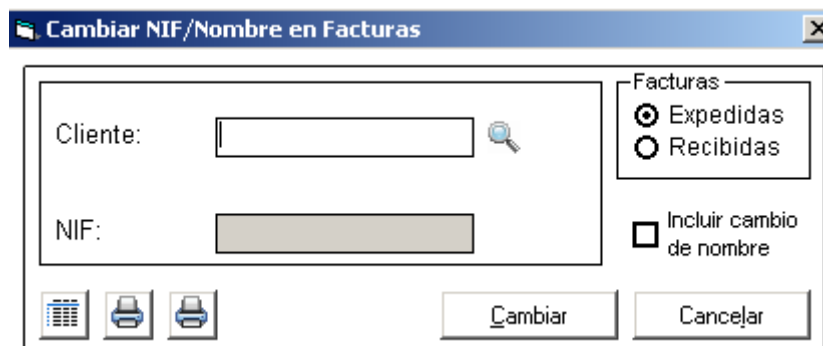 Cambiar NIF/Nombre en Facturas
Facturas
Cliente:
Expedidas
Recibidas
NIF:
Incluir cambio
de nombre
Cambiar
Cancelar